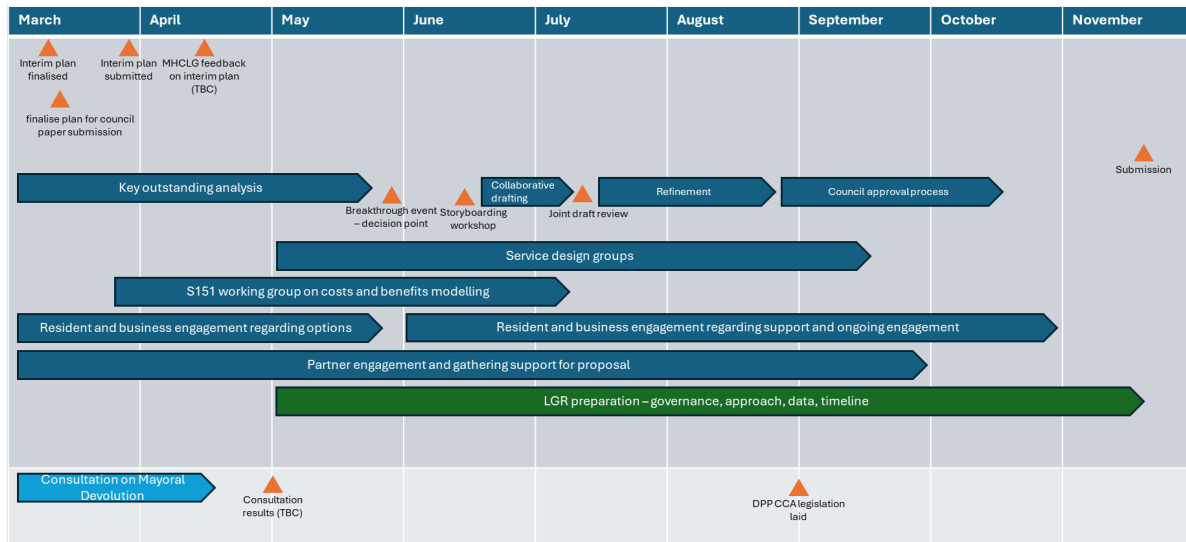 March April May June July August September October November
Interim plan
finalised
Interim plan
submitted
MHCLG feedback
on interim plan
(TBC)
finalise plan for council
paper submission
Submission
Key outstanding analysis
Breakthrough event
– decision point
Storyboarding
workshop
Collaborative
drafting
Joint draft review
Refinement
Council approval process
Service design groups
S151 working group on costs and benefits modelling
Resident and business engagement regarding options
Resident and business engagement regarding support and ongoing engagement
Partner engagement and gathering support for proposal
LGR preparation – governance, approach, data, timeline
Consultation on Mayoral
Devolution
Consultation
results (TBC)
DPP CCA legislation
laid